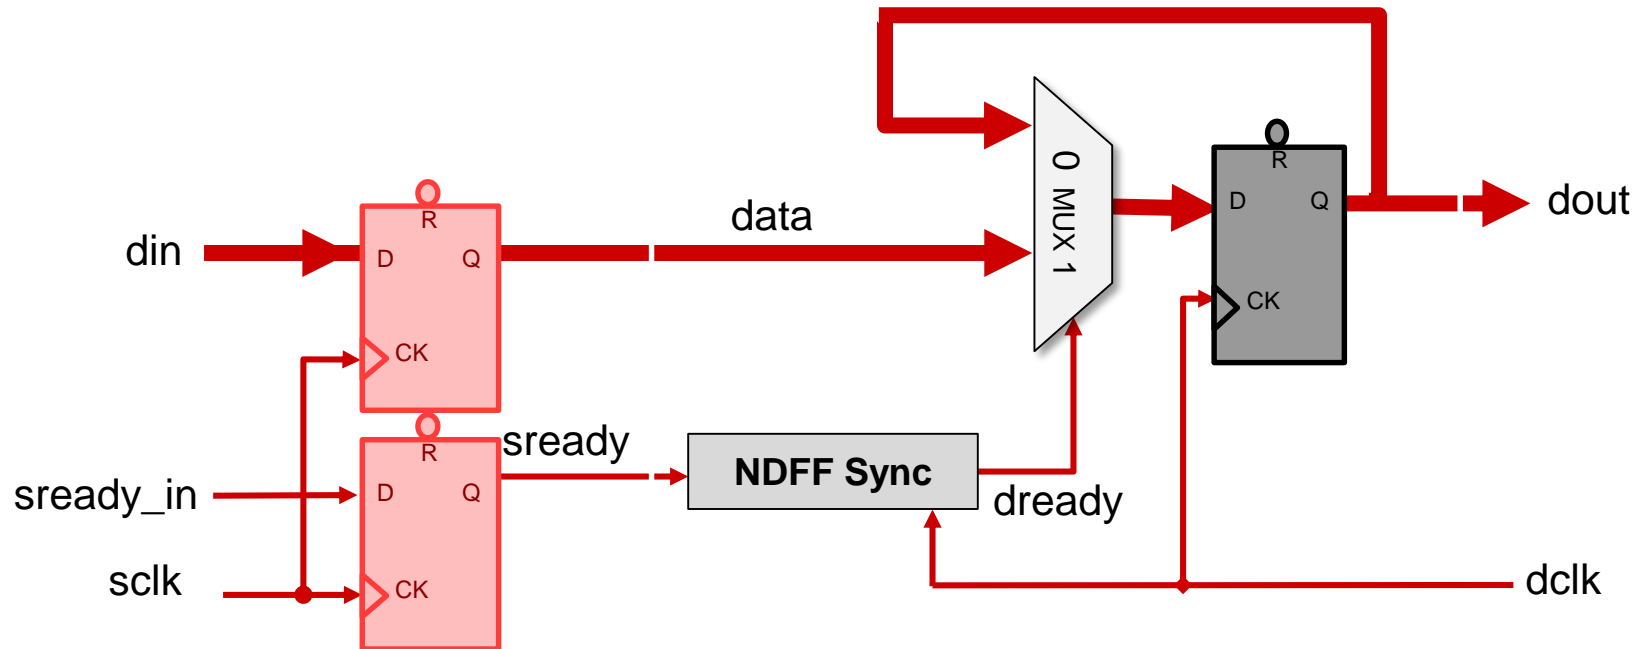 din
D
R
Q
CK
data
0 MUX 1
D
R
Q
CK
dout
sready_in
sclk
D
R
Q
CK
sready
NDFF Sync
dready
dclk